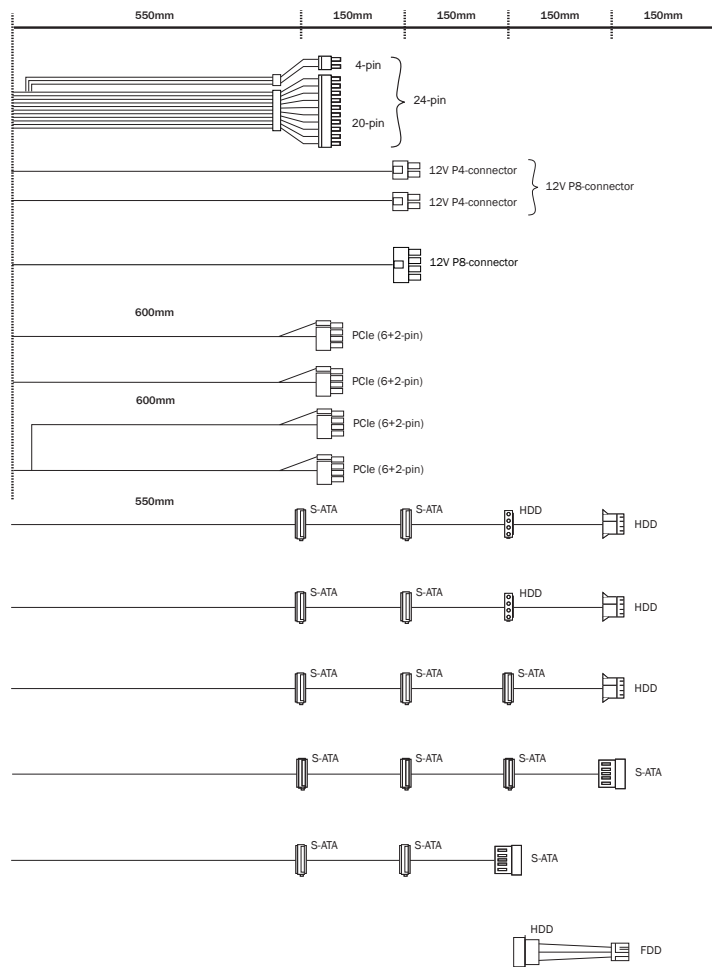 550mm 150mm 150mm 150mm 150mm
4-pin
24-pin
20-pin
12V P4-connector
12V P8-connector
12V P4-connector
12V P8-connector
600mm
PCIe (6+2-pin)
PCIe (6+2-pin)
600mm
PCIe (6+2-pin)
PCIe (6+2-pin)
550mm
S-ATA S-ATA HDD HDD
S-ATA S-ATA HDD HDD
S-ATA S-ATA S-ATA HDD
S-ATA S-ATA S-ATA S-ATA
S-ATA S-ATA S-ATA
HDD FDD